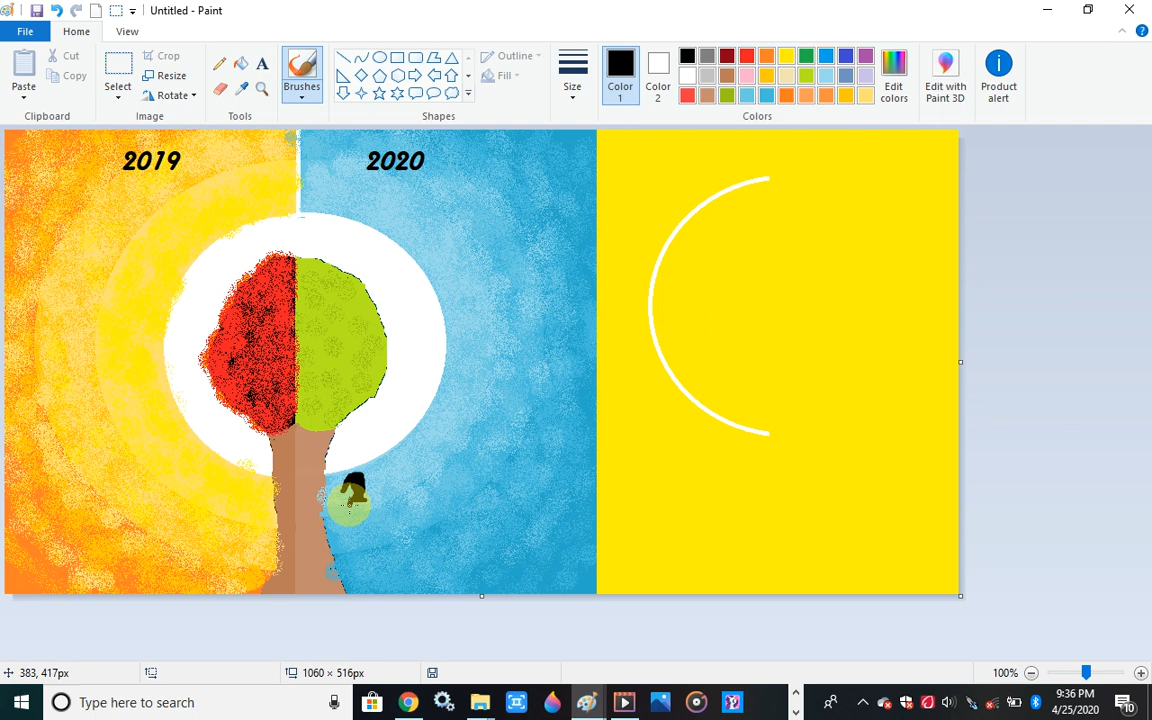 Untitled - Paint
File
Home
View
Paste
Cut
Copy
Clipboard
Select
Crop
Resize
Rotate
Image
A
Tools
Brushes
Outline
Fill
Shapes
Size
Color
1
Color
2
Edit
colors
Colors
Edit with
Paint 3D
Product
alert
2019
2020
383, 417px
1060 × 516px
100%
Type here to search
9:36 PM
4/25/2020
10